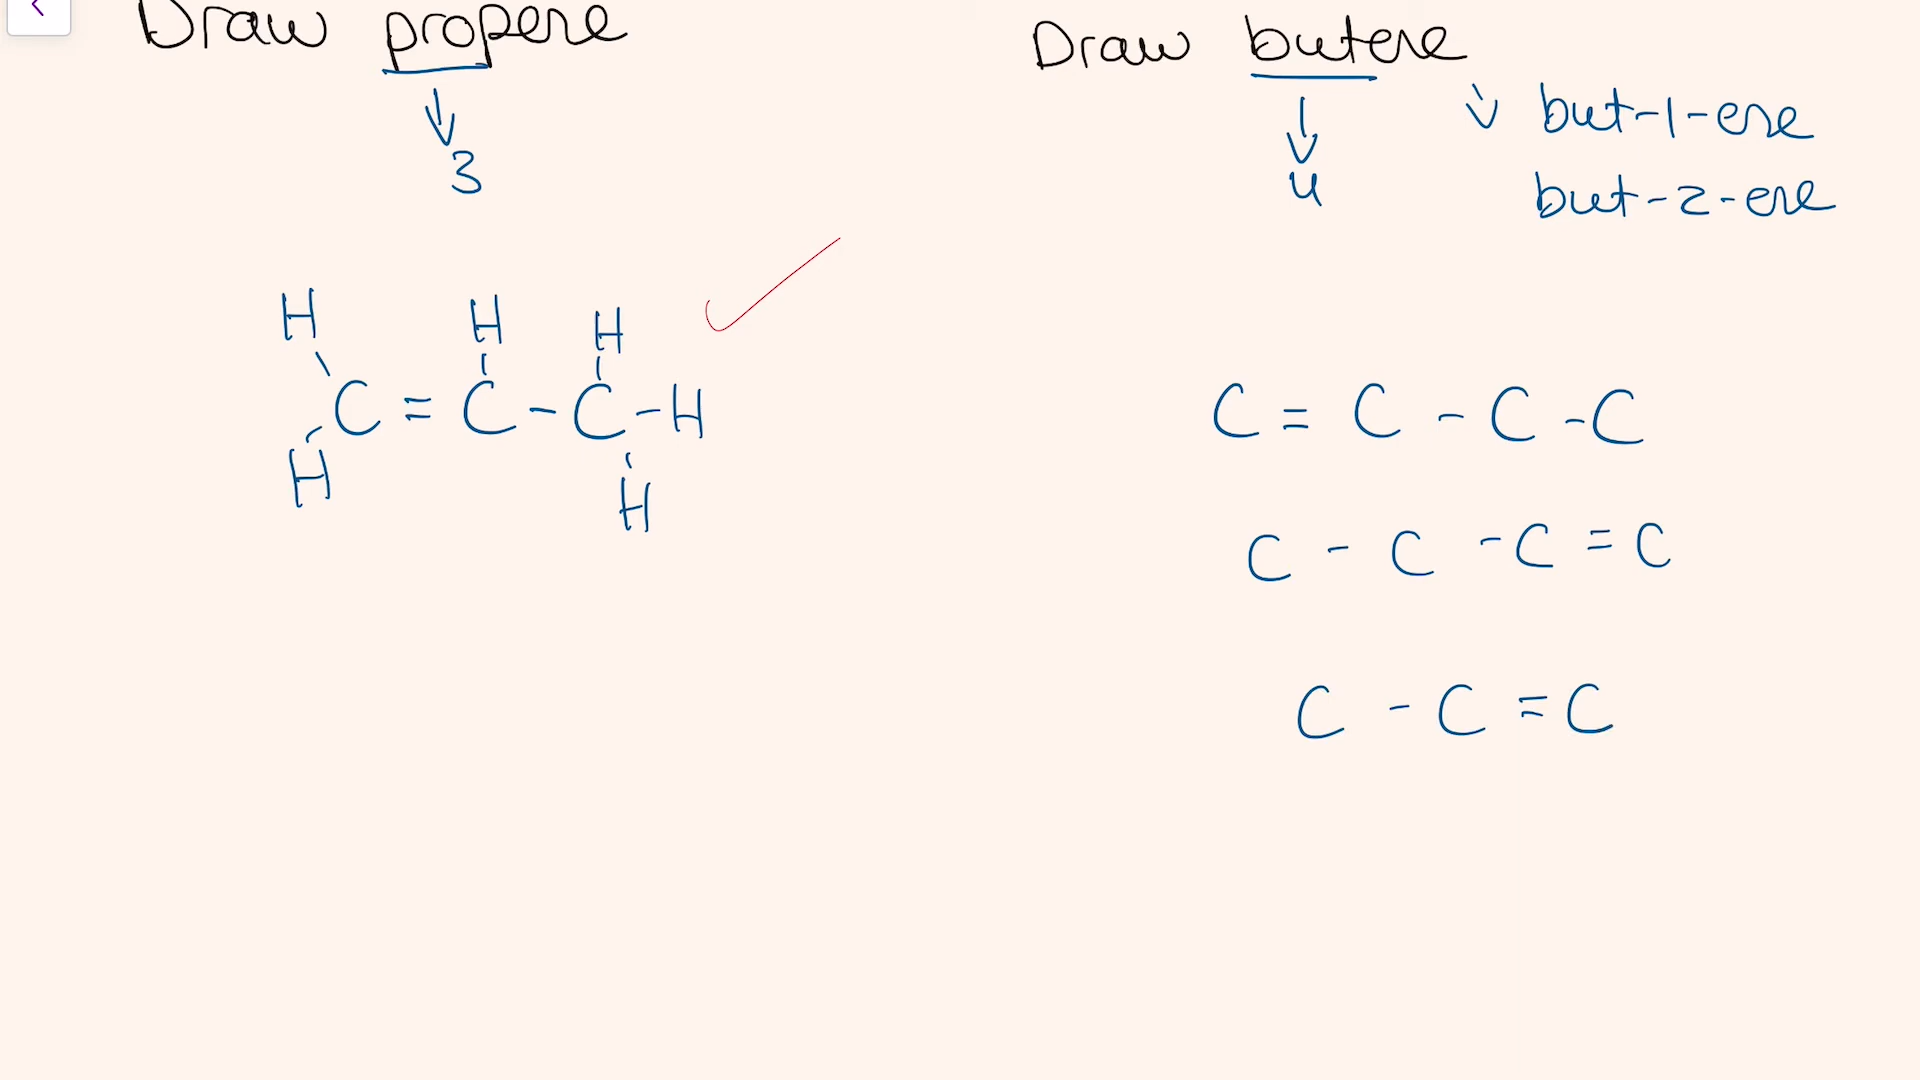 Draw propene
3
H H H
C = C - C - H
H H
Draw butene
but-1-ene
4
but-2-ene
C = C - C - C
C - C - C = C
C - C = C